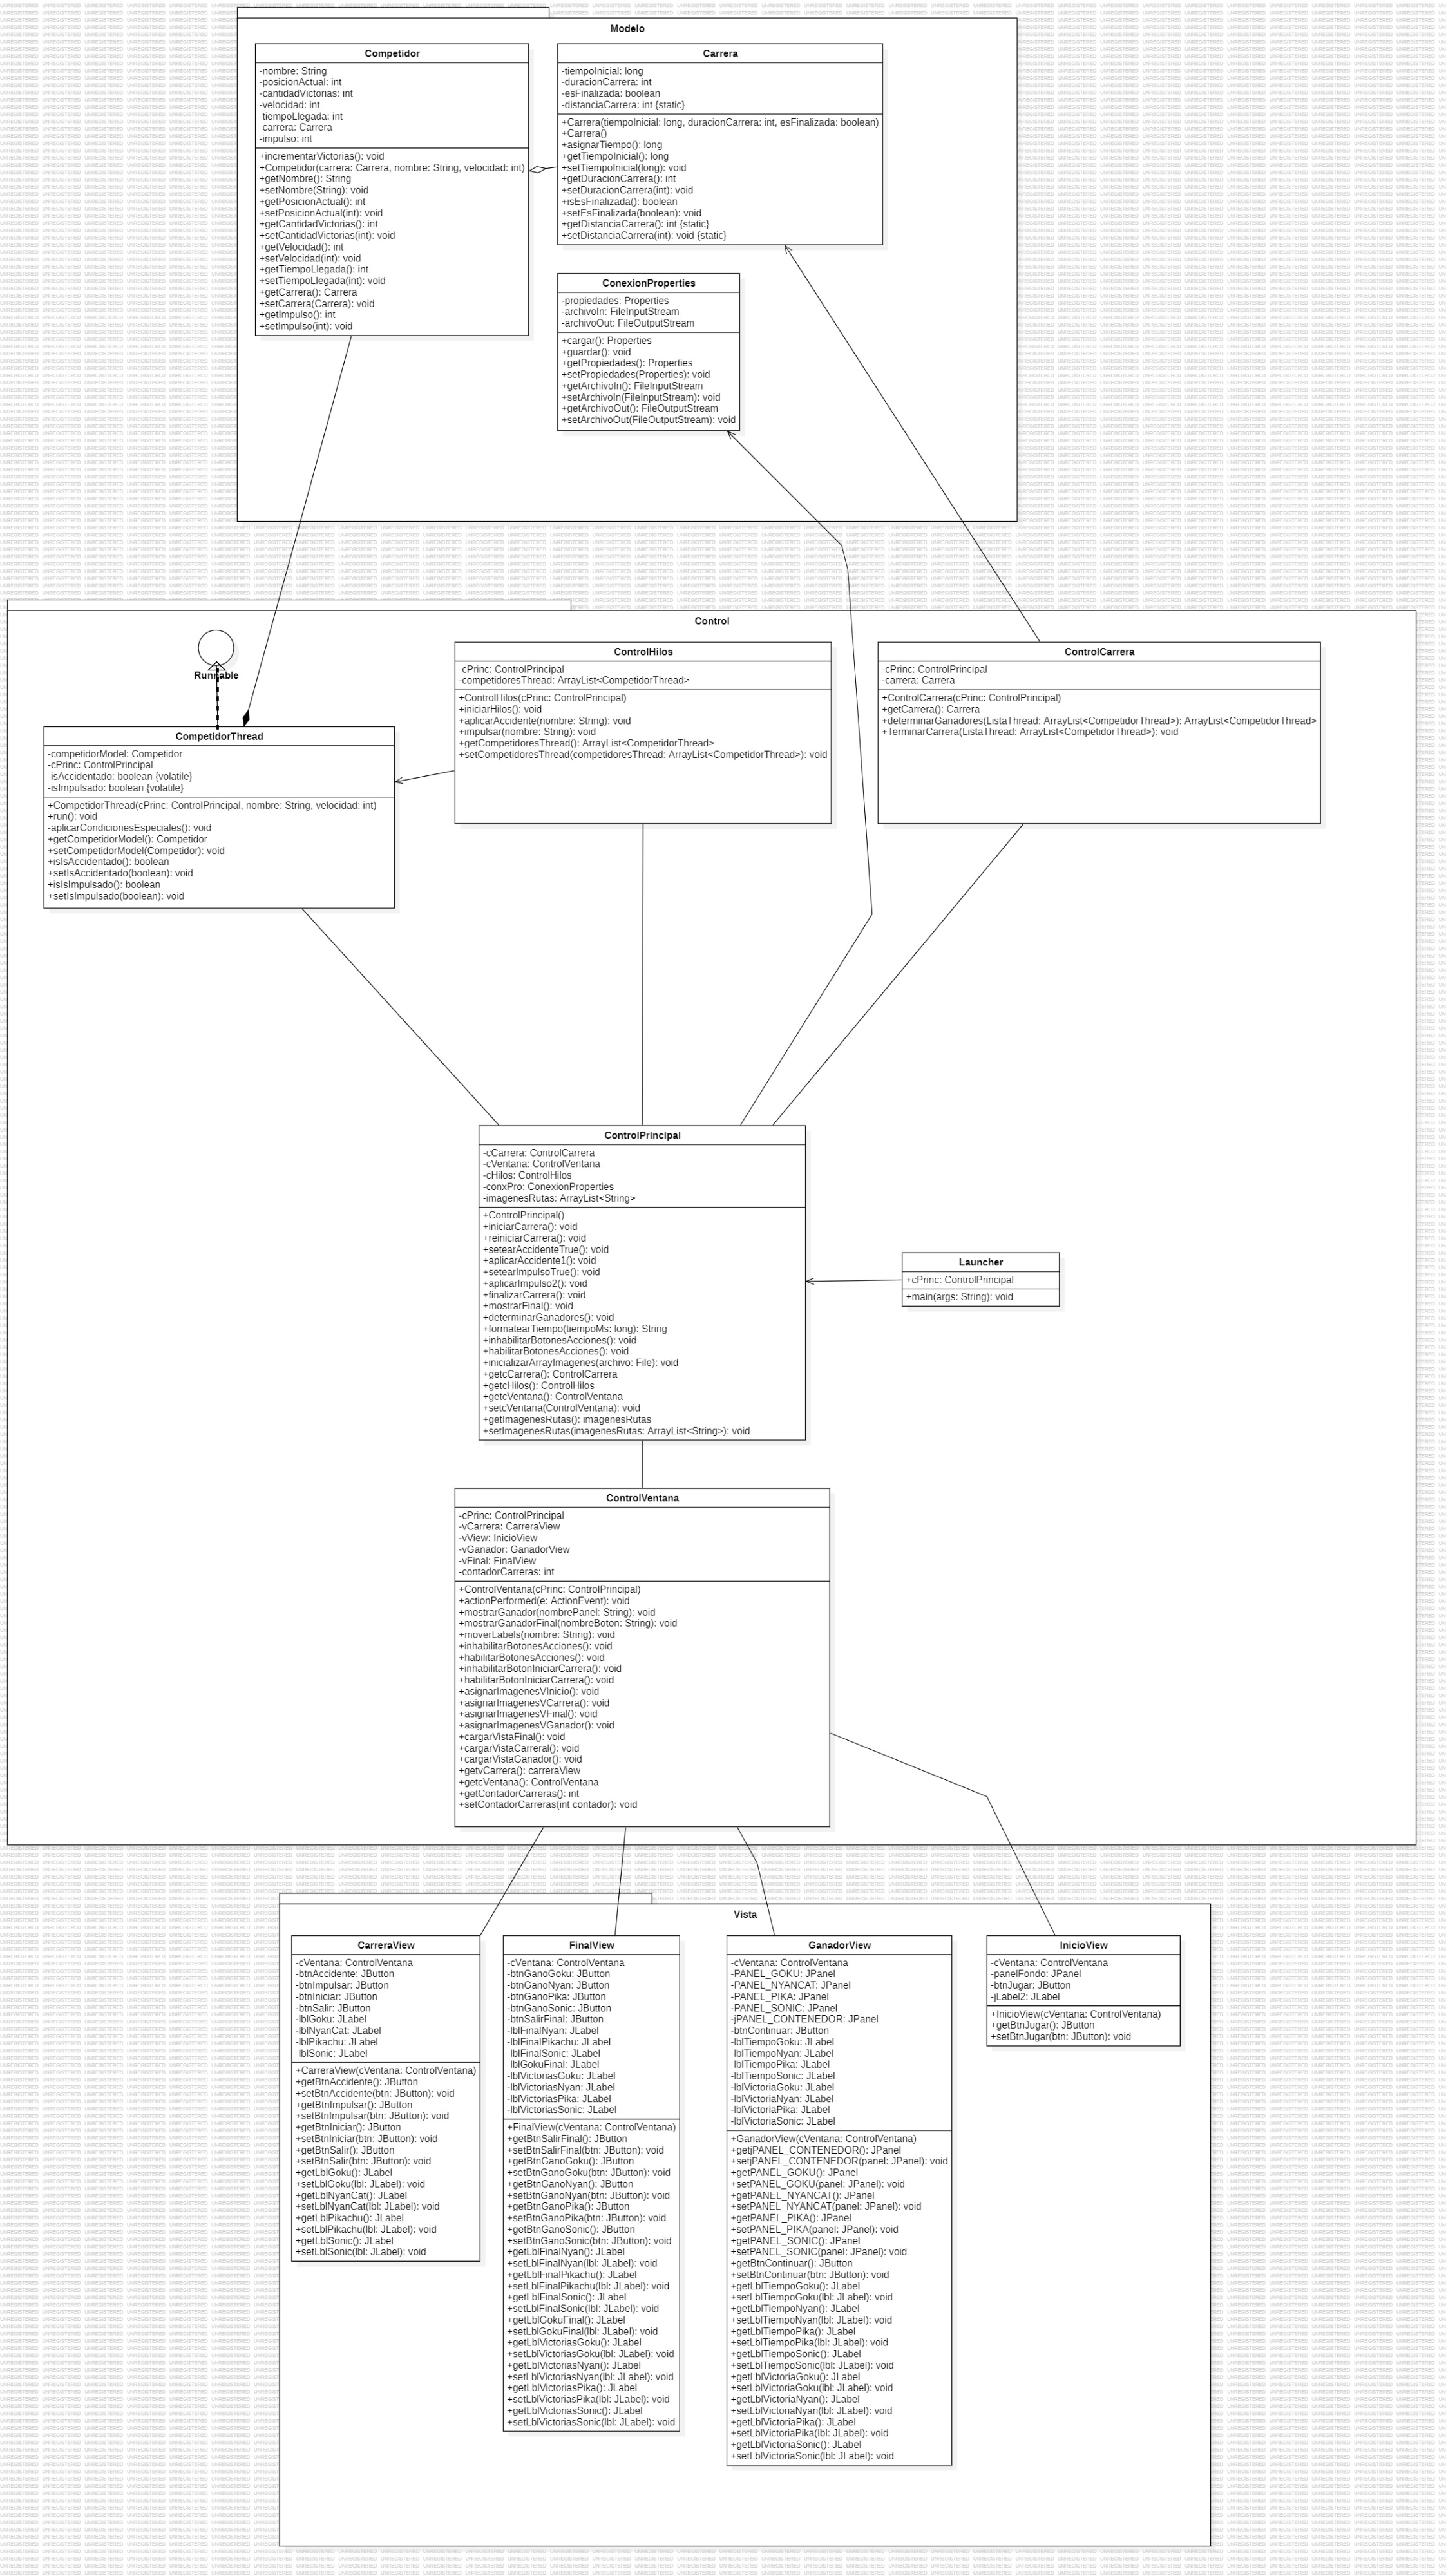 Modelo
Competidor
-nombre: String
-posicionActual: int
-cantidadVictorias: int
-velocidad: int
-tiempoLlegada: int
-carrera: Carrera
-impulso: int
+incrementarVictorias(): void
+Competidor(carrera: Carrera, nombre: String, velocidad: int)
+getNombre(): String
+setNombre(String): void
+getPosicionActual(): int
+setPosicionActual(int): void
+getCantidadVictorias(): int
+setCantidadVictorias(int): void
+getVelocidad(): int
+setVelocidad(int): void
+getTiempoLlegada(): int
+setTiempoLlegada(int): void
+getCarrera(): Carrera
+setCarrera(Carrera): void
+getImpulso(): int
+setImpulso(int): void
Carrera
-tiempoInicial: long
-duracionCarrera: int
-esFinalizada: boolean
-distanciaCarrera: int {static}
+Carrera(tiempoInicial: long, duracionCarrera: int, esFinalizada: boolean)
+Carrera()
+asignarTiempo(): long
+getTiempoInicial(): long
+setTiempoInicial(long): void
+getDuracionCarrera(): int
+setDuracionCarrera(int): void
+isEsFinalizada(): boolean
+setEsFinalizada(boolean): void
+getDistanciaCarrera(): int {static}
+setDistanciaCarrera(int): void {static}
ConexionProperties
-propiedades: Properties
-archivoIn: FileInputStream
-archivoOut: FileOutputStream
+cargar(): Properties
+guardar(): void
+getPropiedades(): Properties
+setPropiedades(Properties): void
+getArchivoIn(): FileInputStream
+setArchivoIn(FileInputStream): void
+getArchivoOut(): FileOutputStream
+setArchivoOut(FileOutputStream): void
Control
Runnable
CompetidorThread
-competidorModel: Competidor
-cPrinc: ControlPrincipal
-isAccidentado: boolean {volatile}
-isImpulsado: boolean {volatile}
+CompetidorThread(cPrinc: ControlPrincipal, nombre: String, velocidad: int)
+run(): void
-aplicarCondicionesEspeciales(): void
+getCompetidorModel(): Competidor
+setCompetidorModel(Competidor): void
+isIsAccidentado(): boolean
+setIsAccidentado(boolean): void
+isIsImpulsado(): boolean
+setIsImpulsado(boolean): void
ControlHilos
-cPrinc: ControlPrincipal
-competidoresThread: ArrayList<CompetidorThread>
+ControlHilos(cPrinc: ControlPrincipal)
+iniciarHilos(): void
+aplicarAccidente(nombre: String): void
+impulsar(nombre: String): void
+getCompetidoresThread(): ArrayList<CompetidorThread>
+setCompetidoresThread(competidoresThread: ArrayList<CompetidorThread>): void
ControlCarrera
-cPrinc: ControlPrincipal
-carrera: Carrera
+ControlCarrera(cPrinc: ControlPrincipal)
+getCarrera(): Carrera
+determinarGanadores(ListaThread: ArrayList<CompetidorThread>): ArrayList<CompetidorThread>
+TerminarCarrera(ListaThread: ArrayList<CompetidorThread>): void
ControlPrincipal
-cCarrera: ControlCarrera
-cVentana: ControlVentana
-cHilos: ControlHilos
-conxPro: ConexionProperties
-imagenesRutas: ArrayList<String>
+ControlPrincipal()
+iniciarCarrera(): void
+reiniciarCarrera(): void
+setearAccidenteTrue(): void
+aplicarAccidente1(): void
+setearImpulsoTrue(): void
+aplicarImpulso2(): void
+finalizarCarrera(): void
+mostrarFinal(): void
+determinarGanadores(): void
+formatearTiempo(tiempoMs: long): String
+inhabilitarBotonesAcciones(): void
+habilitarBotonesAcciones(): void
+inicializarArrayImagenes(archivo: File): void
+getcCarrera(): ControlCarrera
+getcHilos(): ControlHilos
+getcVentana(): ControlVentana
+setcVentana(ControlVentana): void
+getImagenesRutas(): imagenesRutas
+setImagenesRutas(imagenesRutas: ArrayList<String>): void
Launcher
+cPrinc: ControlPrincipal
+main(args: String): void
ControlVentana
-cPrinc: ControlPrincipal
-vCarrera: CarreraView
-vView: InicioView
-vGanador: GanadorView
-vFinal: FinalView
-contadorCarreras: int
+ControlVentana(cPrinc: ControlPrincipal)
+actionPerformed(e: ActionEvent): void
+mostrarGanador(nombrePanel: String): void
+mostrarGanadorFinal(nombreBoton: String): void
+moverLabels(nombre: String): void
+inhabilitarBotonesAcciones(): void
+habilitarBotonesAcciones(): void
+inhabilitarBotonIniciarCarrera(): void
+habilitarBotonIniciarCarrera(): void
+asignarImagenesVInicio(): void
+asignarImagenesVCarrera(): void
+asignarImagenesVFinal(): void
+asignarImagenesVGanador(): void
+cargarVistaFinal(): void
+cargarVistaCarreral(): void
+cargarVistaGanador(): void
+getvCarrera(): carreraView
+getcVentana(): ControlVentana
+getContadorCarreras(): int
+setContadorCarreras(int contador): void
Vista
CarreraView
-cVentana: ControlVentana
-btnAccidente: JButton
-btnImpulsar: JButton
-btnIniciar: JButton
-btnSalir: JButton
-lblGoku: JLabel
-lblNyanCat: JLabel
-lblPikachu: JLabel
-lblSonic: JLabel
+CarreraView(cVentana: ControlVentana)
+getBtnAccidente(): JButton
+setBtnAccidente(btn: JButton): void
+getBtnImpulsar(): JButton
+setBtnImpulsar(btn: JButton): void
+getBtnIniciar(): JButton
+setBtnIniciar(btn: JButton): void
+getBtnSalir(): JButton
+setBtnSalir(btn: JButton): void
+getLblGoku(): JLabel
+setLblGoku(lbl: JLabel): void
+getLblNyanCat(): JLabel
+setLblNyanCat(lbl: JLabel): void
+getLblPikachu(): JLabel
+setLblPikachu(lbl: JLabel): void
+getLblSonic(): JLabel
+setLblSonic(lbl: JLabel): void
FinalView
-cVentana: ControlVentana
-btnGanoGoku: JButton
-btnGanoNyan: JButton
-btnGanoPika: JButton
-btnGanoSonic: JButton
-btnSalirFinal: JButton
-lblFinalNyan: JLabel
-lblFinalPikachu: JLabel
-lblFinalSonic: JLabel
-lblGokuFinal: JLabel
-lblVictoriasGoku: JLabel
-lblVictoriasNyan: JLabel
-lblVictoriasPika: JLabel
-lblVictoriasSonic: JLabel
+FinalView(cVentana: ControlVentana)
+getBtnSalirFinal(): JButton
+setBtnSalirFinal(btn: JButton): void
+getBtnGanoGoku(): JButton
+setBtnGanoGoku(btn: JButton): void
+getBtnGanoNyan(): JButton
+setBtnGanoNyan(btn: JButton): void
+getBtnGanoPika(): JButton
+setBtnGanoPika(btn: JButton): void
+getBtnGanoSonic(): JButton
+setBtnGanoSonic(btn: JButton): void
+getLblFinalNyan(): JLabel
+setLblFinalNyan(lbl: JLabel): void
+getLblFinalPikachu(): JLabel
+setLblFinalPikachu(lbl: JLabel): void
+getLblFinalSonic(): JLabel
+setLblFinalSonic(lbl: JLabel): void
+getLblGokuFinal(): JLabel
+setLblGokuFinal(lbl: JLabel): void
+getLblVictoriasGoku(): JLabel
+setLblVictoriasGoku(lbl: JLabel): void
+getLblVictoriasNyan(): JLabel
+setLblVictoriasNyan(lbl: JLabel): void
+getLblVictoriasPika(): JLabel
+setLblVictoriasPika(lbl: JLabel): void
+getLblVictoriasSonic(): JLabel
+setLblVictoriasSonic(lbl: JLabel): void
GanadorView
-cVentana: ControlVentana
-PANEL_GOKU: JPanel
-PANEL_NYANCAT: JPanel
-PANEL_PIKA: JPanel
-PANEL_SONIC: JPanel
-jPANEL_CONTENEDOR: JPanel
-btnContinuar: JButton
-lblTiempoGoku: JLabel
-lblTiempoNyan: JLabel
-lblTiempoPika: JLabel
-lblTiempoSonic: JLabel
-lblVictoriaGoku: JLabel
-lblVictoriaNyan: JLabel
-lblVictoriaPika: JLabel
-lblVictoriaSonic: JLabel
+GanadorView(cVentana: ControlVentana)
+getjPANEL_CONTENEDOR(): JPanel
+setjPANEL_CONTENEDOR(panel: JPanel): void
+getPANEL_GOKU(): JPanel
+setPANEL_GOKU(panel: JPanel): void
+getPANEL_NYANCAT(): JPanel
+setPANEL_NYANCAT(panel: JPanel): void
+getPANEL_PIKA(): JPanel
+setPANEL_PIKA(panel: JPanel): void
+getPANEL_SONIC(): JPanel
+setPANEL_SONIC(panel: JPanel): void
+getBtnContinuar(): JButton
+setBtnContinuar(btn: JButton): void
+getLblTiempoGoku(): JLabel
+setLblTiempoGoku(lbl: JLabel): void
+getLblTiempoNyan(): JLabel
+setLblTiempoNyan(lbl: JLabel): void
+getLblTiempoPika(): JLabel
+setLblTiempoPika(lbl: JLabel): void
+getLblTiempoSonic(): JLabel
+setLblTiempoSonic(lbl: JLabel): void
+getLblVictoriaGoku(): JLabel
+setLblVictoriaGoku(lbl: JLabel): void
+getLblVictoriaNyan(): JLabel
+setLblVictoriaNyan(lbl: JLabel): void
+getLblVictoriaPika(): JLabel
+setLblVictoriaPika(lbl: JLabel): void
+getLblVictoriaSonic(): JLabel
+setLblVictoriaSonic(lbl: JLabel): void
InicioView
-cVentana: ControlVentana
-panelFondo: JPanel
-btnJugar: JButton
-jLabel2: JLabel
+InicioView(cVentana: ControlVentana)
+getBtnJugar(): JButton
+setBtnJugar(btn: JButton): void